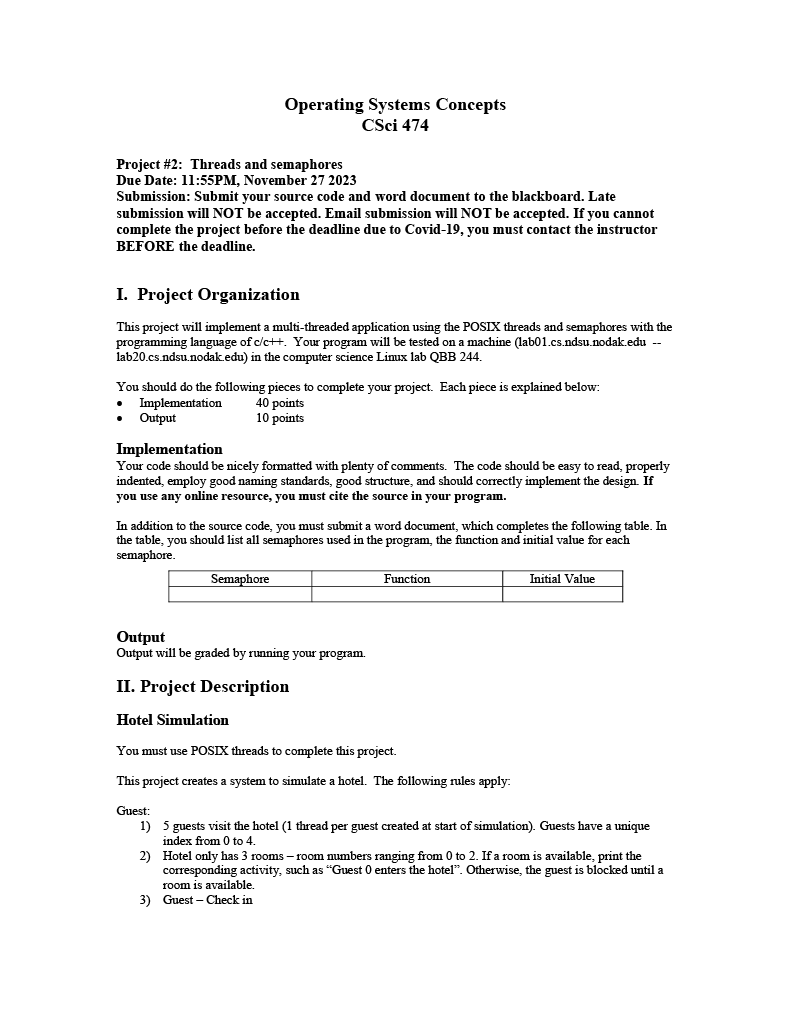 Operating Systems Concepts
CSci 474
Project #2:  Threads and semaphores
Due Date: 11:55PM, November 27 2023
Submission: Submit your source code and word document to the blackboard. Late
submission will NOT be accepted. Email submission will NOT be accepted. If you cannot
complete the project before the deadline due to Covid-19, you must contact the instructor
BEFORE the deadline.
I.  Project Organization
This project will implement a multi-threaded application using the POSIX threads and semaphores with the
programming language of c/c++.  Your program will be tested on a machine (lab01.cs.ndsu.nodak.edu  --
lab20.cs.ndsu.nodak.edu) in the computer science Linux lab QBB 244.
You should do the following pieces to complete your project.  Each piece is explained below:
• Implementation 40 points
• Output 10 points
Implementation
Your code should be nicely formatted with plenty of comments.  The code should be easy to read, properly
indented, employ good naming standards, good structure, and should correctly implement the design. If
you use any online resource, you must cite the source in your program.
In addition to the source code, you must submit a word document, which completes the following table. In
the table, you should list all semaphores used in the program, the function and initial value for each
semaphore.
Semaphore Function Initial Value
Output
Output will be graded by running your program.
II. Project Description
Hotel Simulation
You must use POSIX threads to complete this project.
This project creates a system to simulate a hotel.  The following rules apply:
Guest:
1) 5 guests visit the hotel (1 thread per guest created at start of simulation). Guests have a unique
index from 0 to 4.
2) Hotel only has 3 rooms – room numbers ranging from 0 to 2. If a room is available, print the
corresponding activity, such as “Guest 0 enters the hotel”. Otherwise, the guest is blocked until a
room is available.
3) Guest – Check in